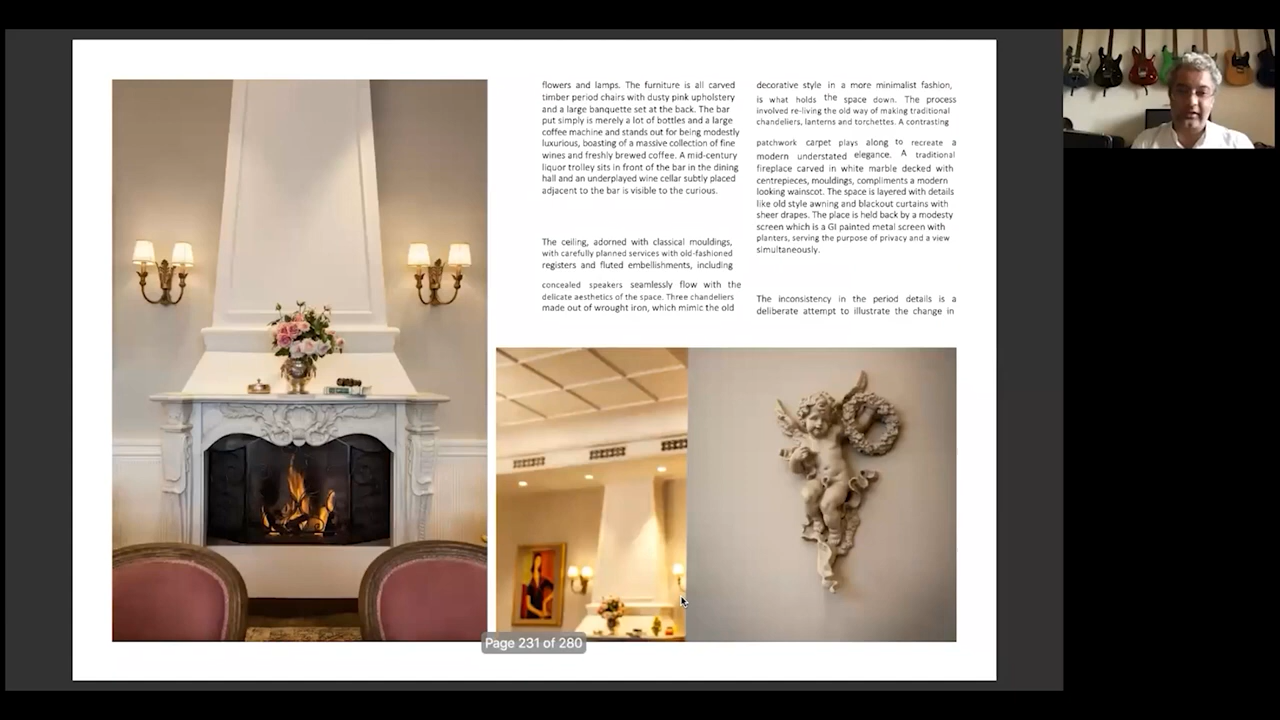 flowers and lamps. The furniture is all carved
timber period chairs with dusty pink upholstery
and a large banquette set at the back. The bar
put simply is merely a lot of bottles and a large
coffee machine and stands out for being modestly
luxurious, boasting of a massive collection of fine
wines and freshly brewed coffee. A mid-century
liquor trolley sits in front of the bar in the dining
hall and an underplayed wine cellar subtly placed
adjacent to the bar is visible to the curious.
The ceiling, adorned with classical mouldings,
with carefully planned services with old-fashioned
registers and fluted embellishments, including
concealed speakers seamlessly flow with the
delicate aesthetics of the space. Three chandeliers
made out of wrought iron, which mimic the old
decorative style in a more minimalist fashion,
is what holds the space down. The process
involved re-living the old way of making traditional
chandeliers, lanterns and torchettes. A contrasting
patchwork carpet plays along to recreate a
modern understated elegance. A traditional
fireplace carved in white marble decked with
centrepieces, mouldings, compliments a modern
looking wainscot. The space is layered with details
like old style awning and blackout curtains with
sheer drapes. The place is held back by a modesty
screen which is a GI painted metal screen with
planters, serving the purpose of privacy and a view
simultaneously.
The inconsistency in the period details is a
deliberate attempt to illustrate the change in
Page 231 of 280